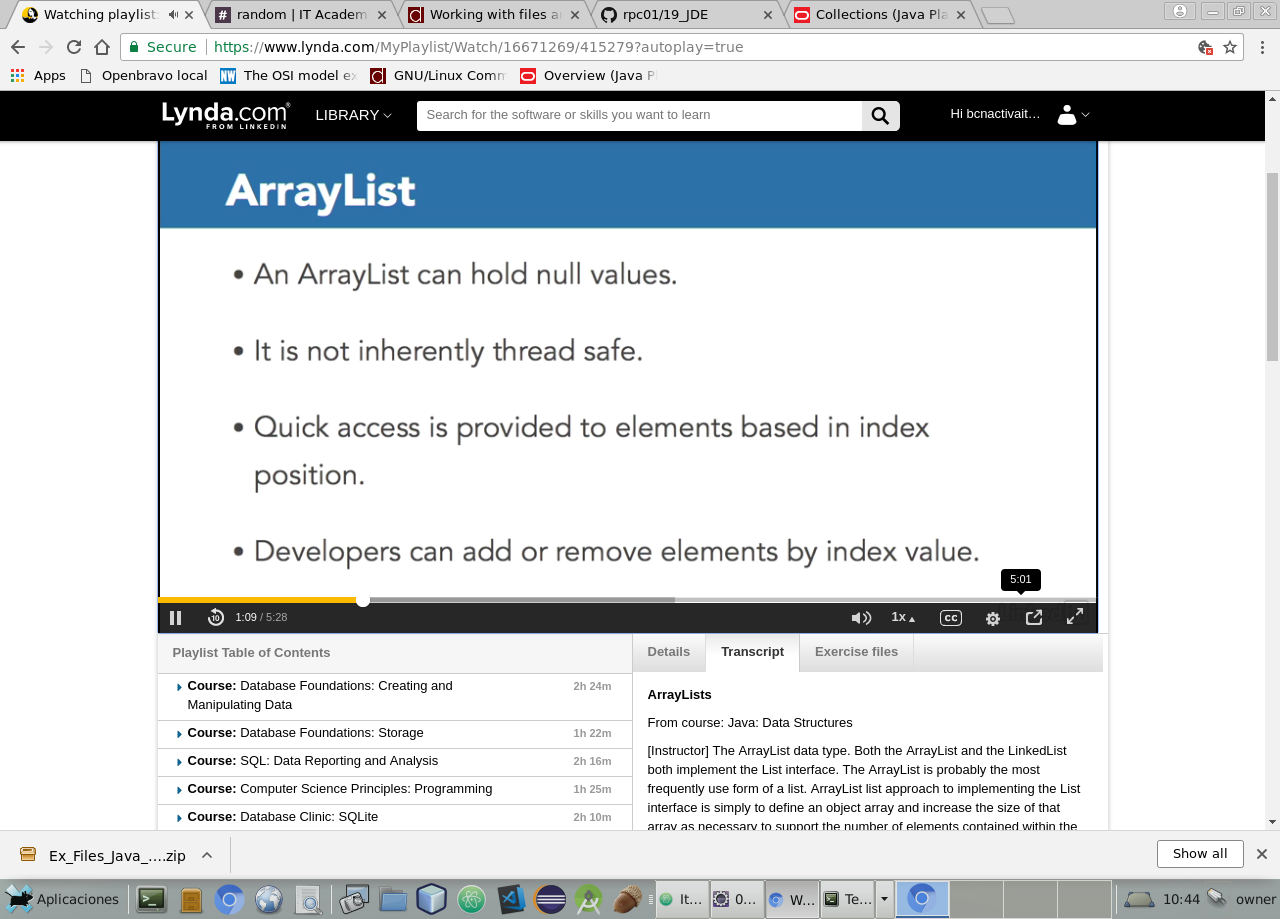 Watching playlist:
random | IT Academ
Working with files a
rpc01/19_JDE
Collections (Java Pla
Secure
https://www.lynda.com/MyPlaylist/Watch/16671269/415279?autoplay=true
Apps
Openbravo local
The OSI model ex
GNU/Linux Comm
Overview (Java Pl
Lynda.com®
FROM LINKEDIN
LIBRARY
Search for the software or skills you want to learn
Hi bcnactivait…
ArrayList
• An ArrayList can hold null values.
• It is not inherently thread safe.
• Quick access is provided to elements based in index
position.
• Developers can add or remove elements by index value.
5:01
10
1:09 / 5:28
1x
cc
Playlist Table of Contents
Details
Transcript
Exercise files
Course: Database Foundations: Creating and
Manipulating Data
2h 24m
Course: Database Foundations: Storage
1h 22m
Course: SQL: Data Reporting and Analysis
2h 16m
Course: Computer Science Principles: Programming
1h 25m
Course: Database Clinic: SQLite
2h 10m
ArrayLists
From course: Java: Data Structures
[Instructor] The ArrayList data type. Both the ArrayList and the LinkedList
both implement the List interface. The ArrayList is probably the most
frequently use form of a list. ArrayList list approach to implementing the List
interface is simply to define an object array and increase the size of that
array as necessary to support the number of elements contained within the
Ex_Files_Java_....zip
Show all
Aplicaciones
It...
0...
W...
Te...
10:44
owner